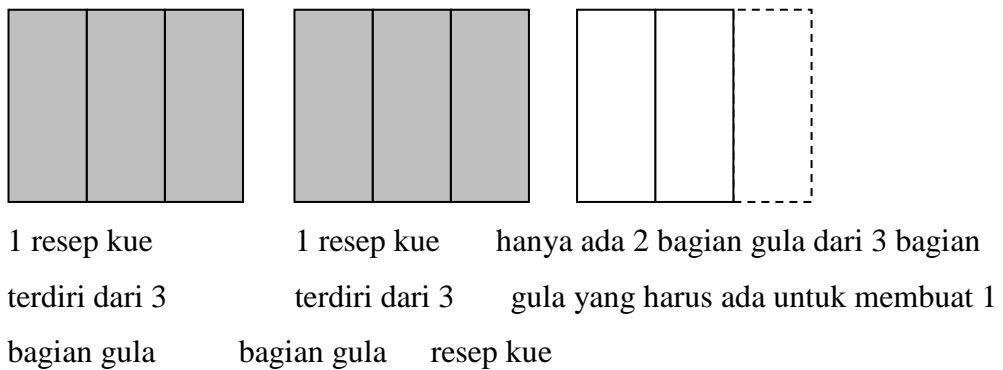 1 resep kue 1 resep kue hanya ada 2 bagian gula dari 3 bagian
terdiri dari 3 terdiri dari 3 gula yang harus ada untuk membuat 1
bagian gula bagian gula resep kue